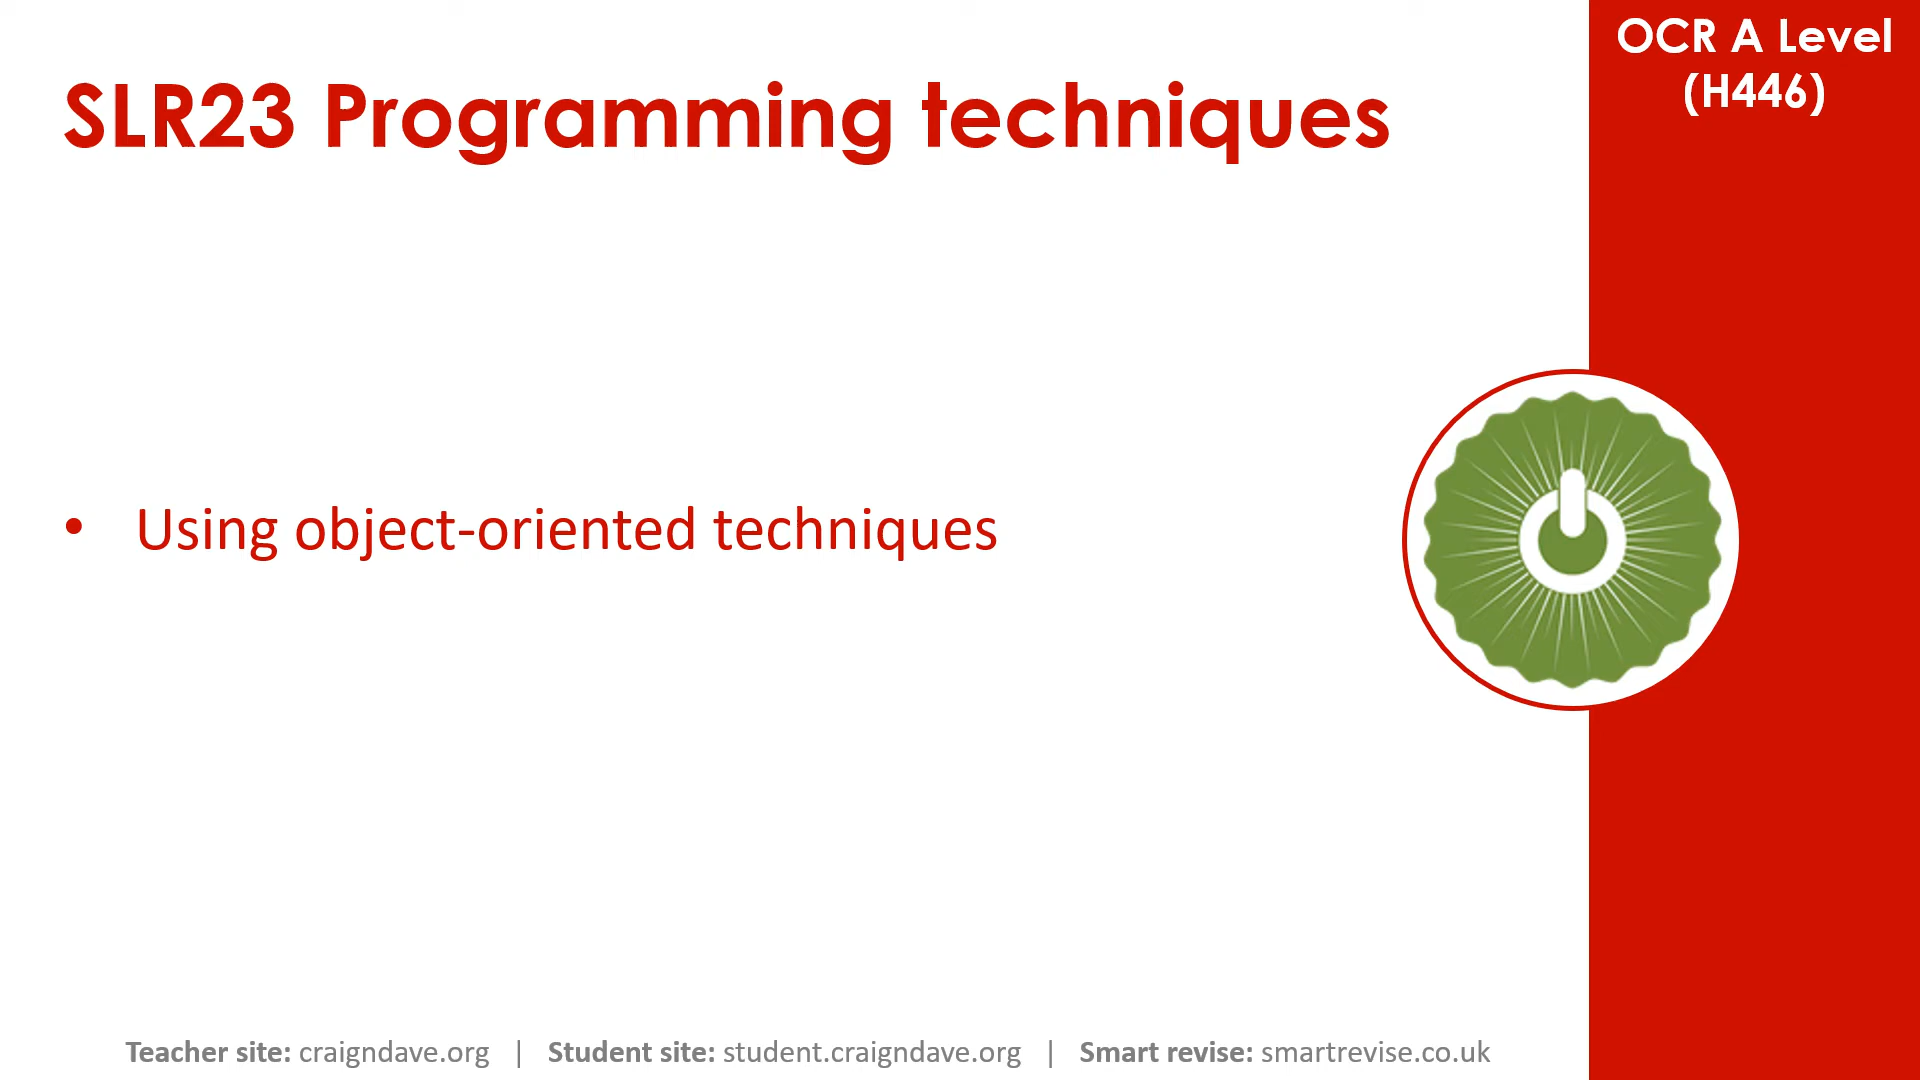 OCR A Level
(H446)
SLR23 Programming techniques
• Using object-oriented techniques
Teacher site: craigndave.org | Student site: student.craigndave.org | Smart revise: smartrevise.co.uk